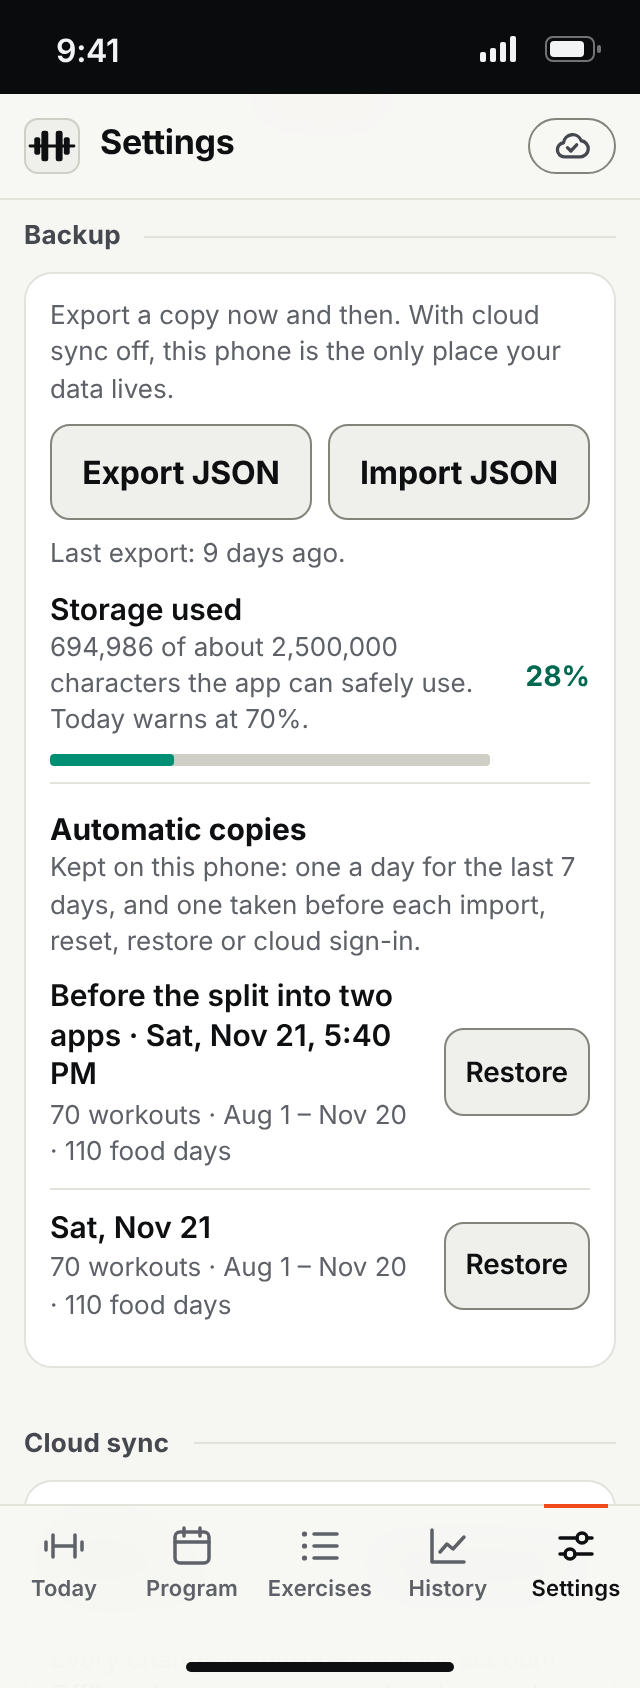 9:41
Settings
Backup
Export a copy now and then. With cloud
sync off, this phone is the only place your
data lives.
Export JSON
Import JSON
Last export: 9 days ago.
Storage used
694,986 of about 2,500,000
characters the app can safely use.
Today warns at 70%.
28%
Automatic copies
Kept on this phone: one a day for the last 7
days, and one taken before each import,
reset, restore or cloud sign-in.
Before the split into two
apps · Sat, Nov 21, 5:40
PM
70 workouts · Aug 1 – Nov 20
· 110 food days
Restore
Sat, Nov 21
70 workouts · Aug 1 – Nov 20
· 110 food days
Restore
Cloud sync
Today
Program
Exercises
History
Settings